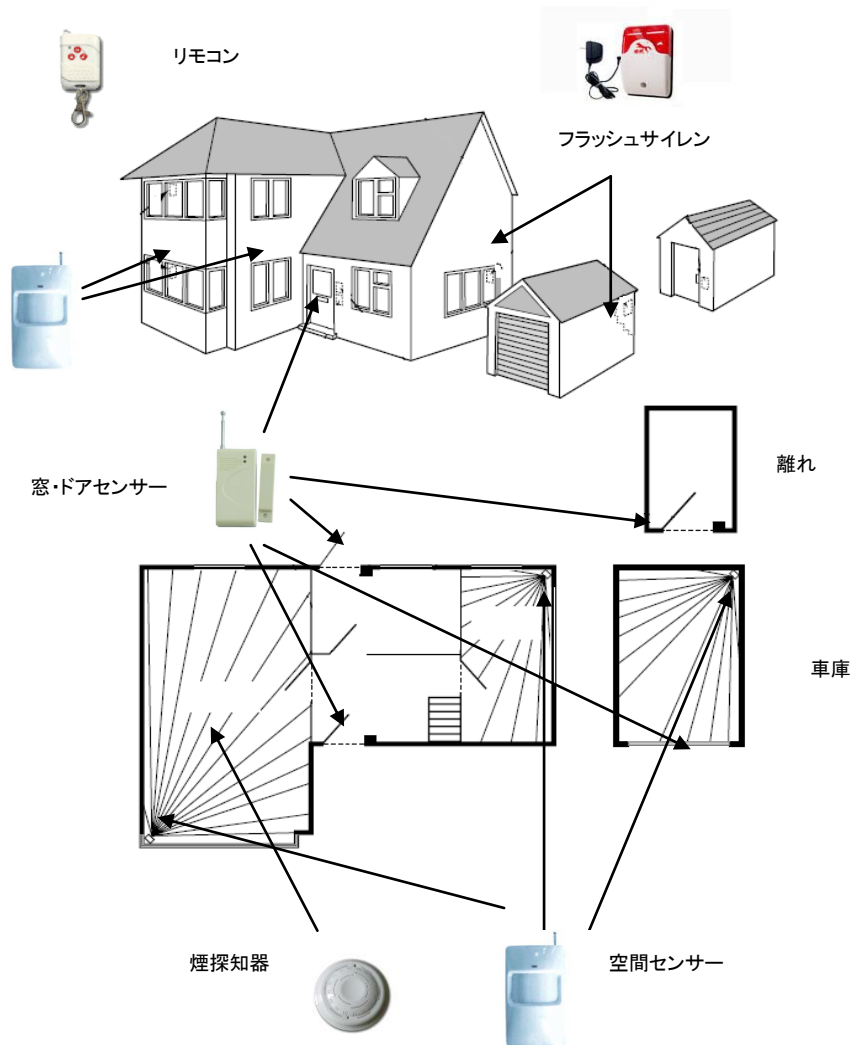 リモコン
フラッシュサイレン
窓・ドアセンサー
離れ
車庫
煙探知器
空間センサー